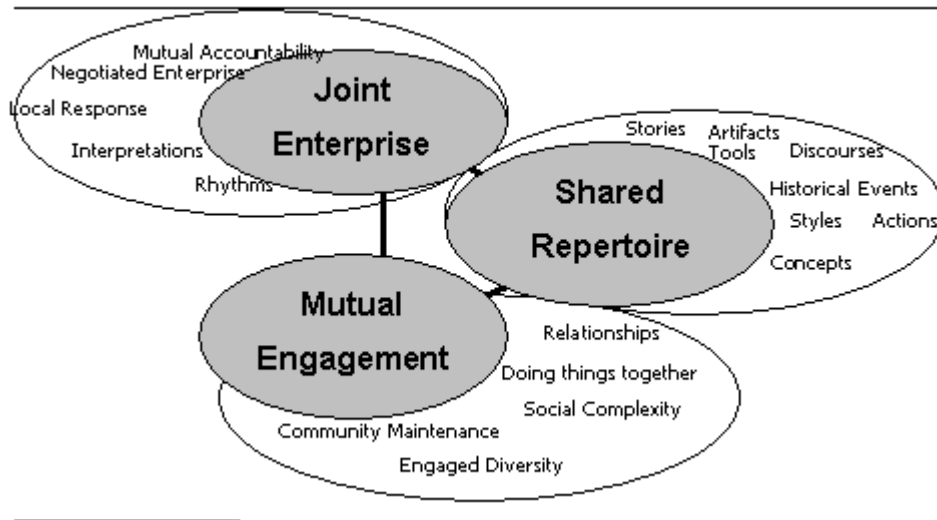 Mutual Accountability
Negotiated Enterprise
Local Response
Interpretations
Rhythms
Joint
Enterprise
Stories
Artifacts
Tools
Discourses
Historical Events
Styles
Actions
Concepts
Shared
Repertoire
Mutual
Engagement
Relationships
Doing things together
Social Complexity
Community Maintenance
Engaged Diversity